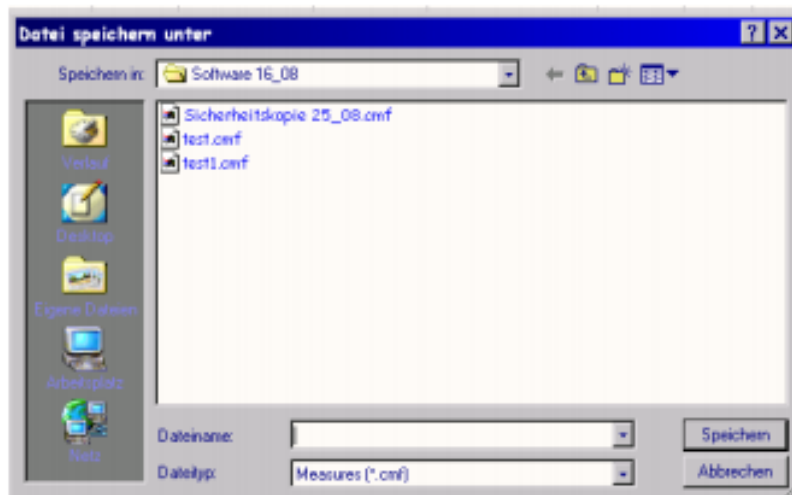 Datei speichern unter
Speichern in:
Software 16_08
Sicherheitskopie 25_08.cmf
test.cmf
test1.cmf
Verlauf
Desktop
Eigene Dateien
Arbeitsplatz
Netz
Dateiname:
Speichern
Dateityp:
Measures (*.cmf)
Abbrechen